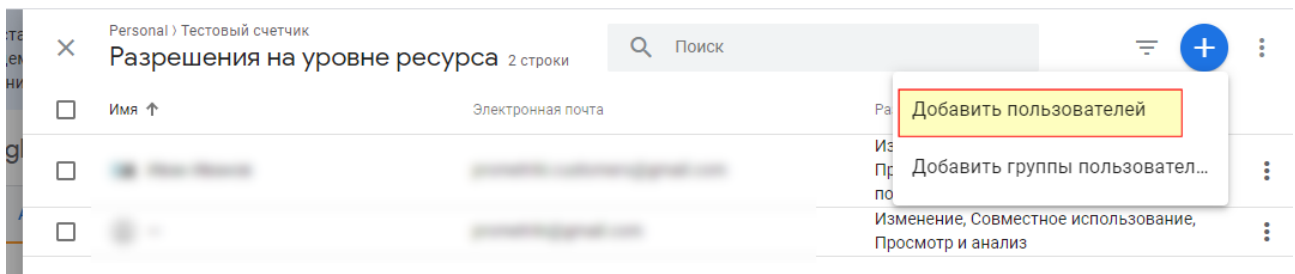 Personal › Тестовый счетчик
Разрешения на уровне ресурса 2 строки
Поиск
Добавить пользователей
Добавить группы пользовател...
Имя ↑
Электронная почта
Изменение, Совместное использование,
Просмотр и анализ